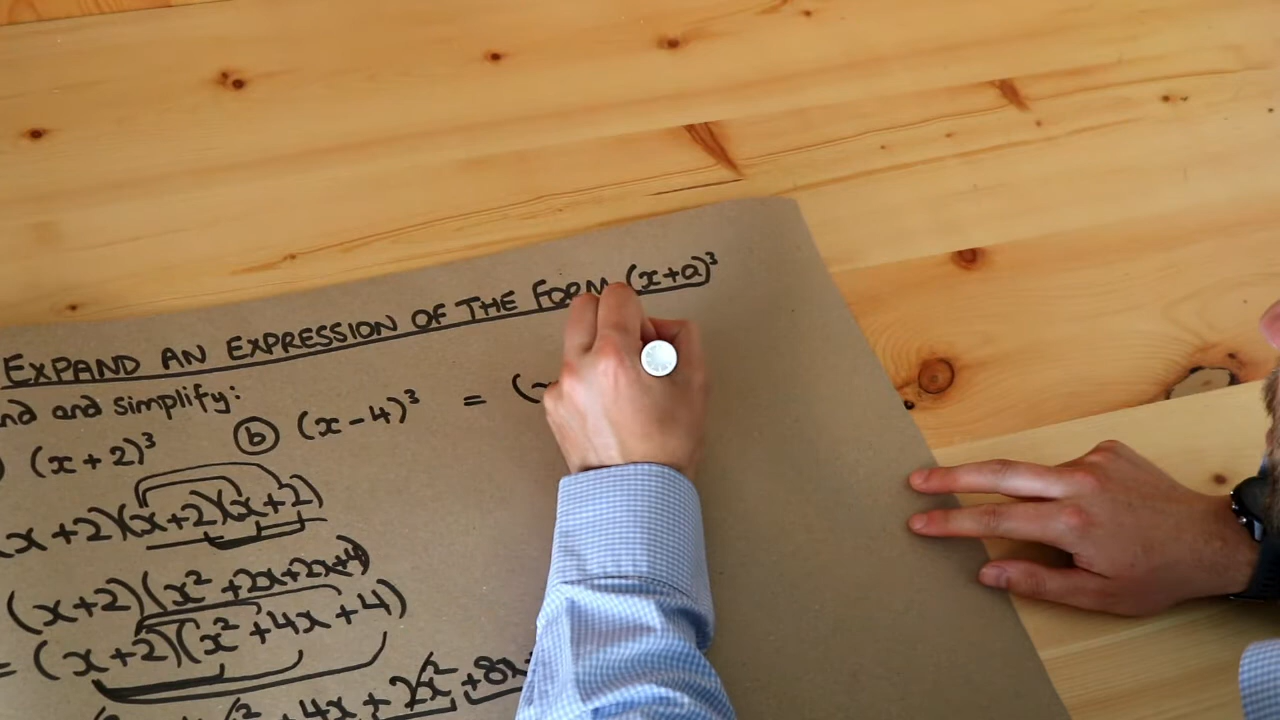 EXPAND AN EXPRESSION OF THE FORM (x+a)³
and simplify:
(x+2)³ (b) (x-4)³ = (
(x+2)(x+2)(x+2)
(x+2)(x²+2x+2x+4)
= (x+2)(x²+4x+4)
+4x+2x²+8x